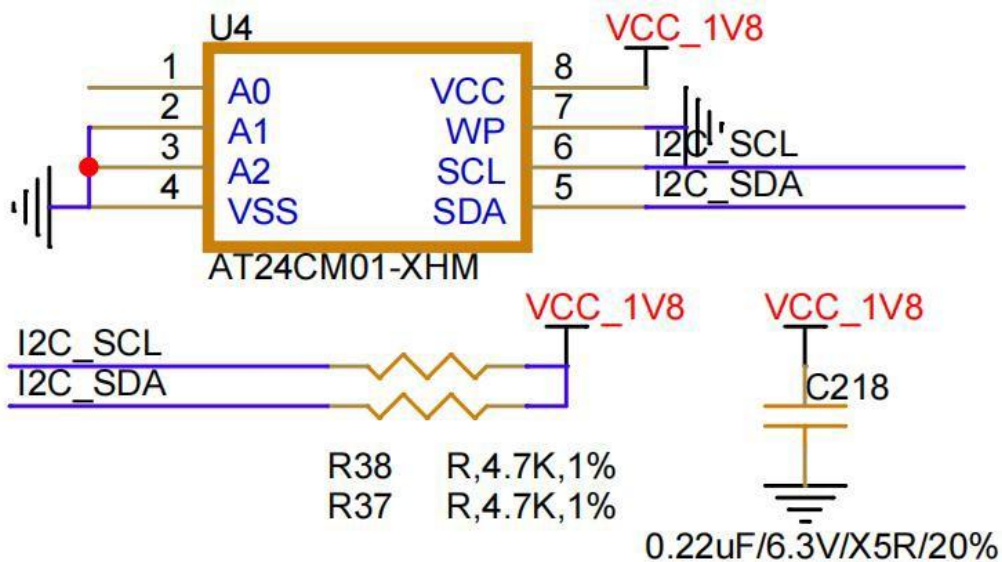 U4
VCC_1V8
1 A0 VCC 8
2 A1 WP 7
3 A2 SCL 6 I2C_SCL
4 VSS SDA 5 I2C_SDA
AT24CM01-XHM
VCC_1V8
VCC_1V8
I2C_SCL
I2C_SDA
C218
R38 R,4.7K,1%
R37 R,4.7K,1%
0.22uF/6.3V/X5R/20%